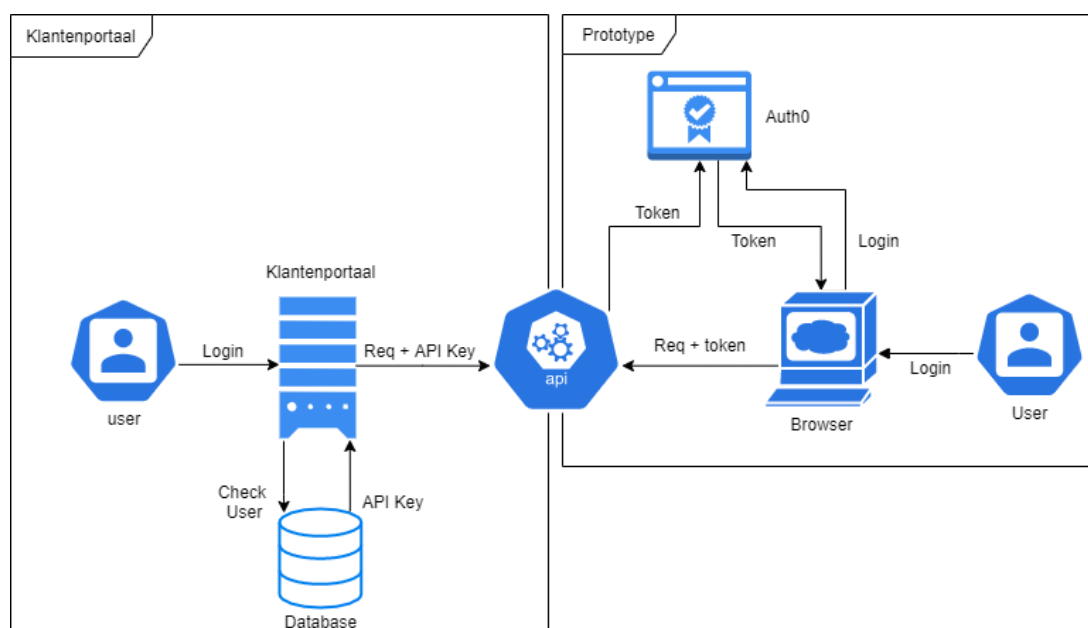 Klantenportaal
Prototype
Auth0
Token
Token
Login
Klantenportaal
Login
Req + API Key
api
Req + token
Login
user
Browser
User
Check
User
API Key
Database